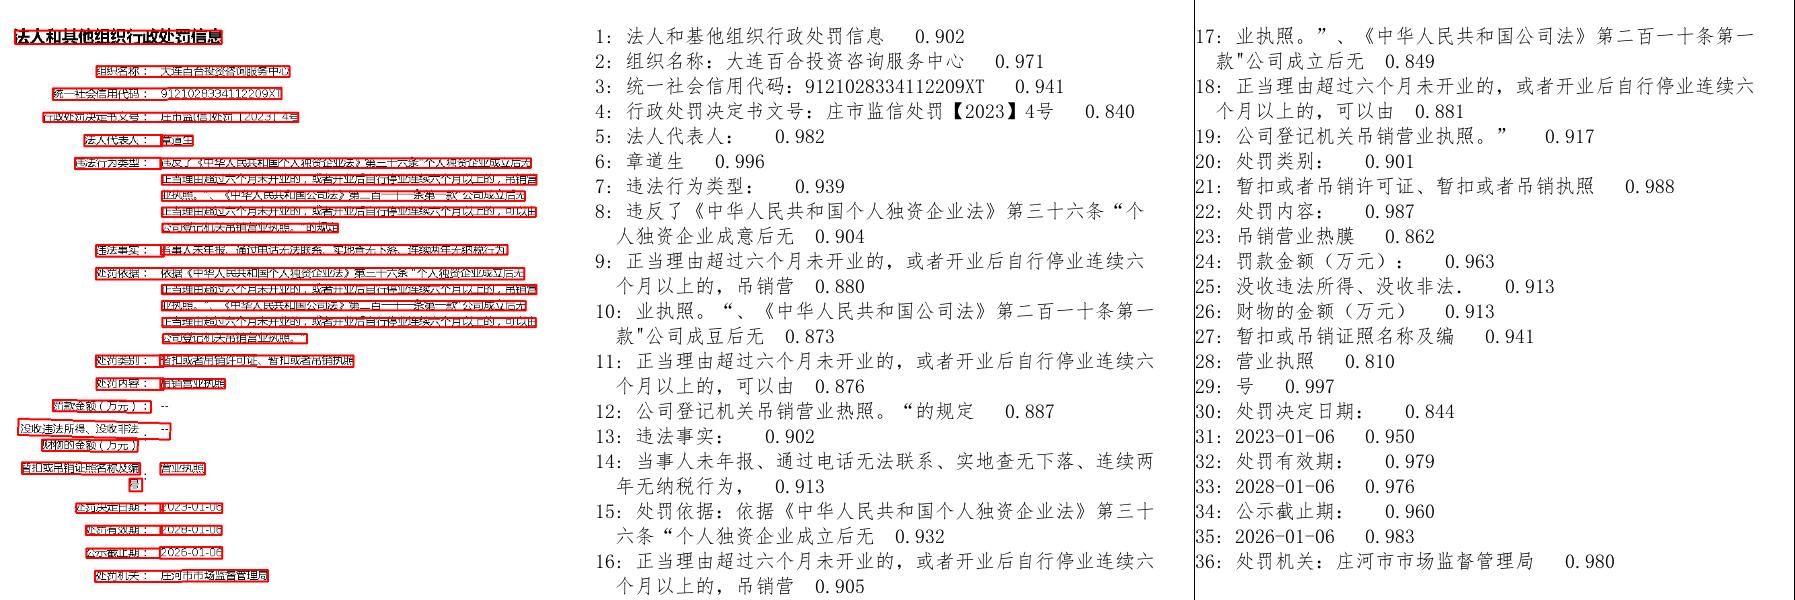 法人和其他组织行政处罚信息
组织名称： 大连百合投资咨询服务中心
统一社会信用代码： 9121028334112209XT
行政处罚决定书文号： 庄市监信处罚【2023】4号
法人代表人： 章道生
违法行为类型： 违反了《中华人民共和国个人独资企业法》第三十六条“个人独资企业成立后无
正当理由超过六个月未开业的，或者开业后自行停业连续六个月以上的，吊销营
业执照。”、《中华人民共和国公司法》第二百一十条第一款"公司成立后无
正当理由超过六个月未开业的，或者开业后自行停业连续六个月以上的，可以由
公司登记机关吊销营业执照。”的规定
违法事实： 当事人未年报、通过电话无法联系、实地查无下落、连续两年无纳税行为
处罚依据： 依据《中华人民共和国个人独资企业法》第三十六条“个人独资企业成立后无
正当理由超过六个月未开业的，或者开业后自行停业连续六个月以上的，吊销营
业执照。”、《中华人民共和国公司法》第二百一十条第一款"公司成立后无
正当理由超过六个月未开业的，或者开业后自行停业连续六个月以上的，可以由
公司登记机关吊销营业执照。”
处罚类别： 暂扣或者吊销许可证、暂扣或者吊销执照
处罚内容： 吊销营业执照
罚款金额（万元）： --
没收违法所得、没收非法 ： --
财物的金额（万元）
暂扣或吊销证照名称及编 ： 营业执照
号
处罚决定日期： 2023-01-06
处罚有效期： 2028-01-06
公示截止期： 2026-01-06
处罚机关： 庄河市市场监督管理局
1: 法人和基他组织行政处罚信息 0.902
2: 组织名称：大连百合投资咨询服务中心 0.971
3: 统一社会信用代码：9121028334112209XT 0.941
4: 行政处罚决定书文号：庄市监信处罚【2023】4号 0.840
5: 法人代表人： 0.982
6: 章道生 0.996
7: 违法行为类型： 0.939
8: 违反了《中华人民共和国个人独资企业法》第三十六条“个
人独资企业成意后无 0.904
9: 正当理由超过六个月未开业的，或者开业后自行停业连续六
个月以上的，吊销营 0.880
10: 业执照。“、《中华人民共和国公司法》第二百一十条第一
款"公司成豆后无 0.873
11: 正当理由超过六个月未开业的，或者开业后自行停业连续六
个月以上的，可以由 0.876
12: 公司登记机关吊销营业热照。“的规定 0.887
13: 违法事实： 0.902
14: 当事人未年报、通过电话无法联系、实地查无下落、连续两
年无纳税行为， 0.913
15: 处罚依据：依据《中华人民共和国个人独资企业法》第三十
六条“个人独资企业成立后无 0.932
16: 正当理由超过六个月未开业的，或者开业后自行停业连续六
个月以上的，吊销营 0.905
17: 业执照。”、《中华人民共和国公司法》第二百一十条第一
款"公司成立后无 0.849
18: 正当理由超过六个月未开业的，或者开业后自行停业连续六
个月以上的，可以由 0.881
19: 公司登记机关吊销营业执照。” 0.917
20: 处罚类别： 0.901
21: 暂扣或者吊销许可证、暂扣或者吊销执照 0.988
22: 处罚内容： 0.987
23: 吊销营业热膜 0.862
24: 罚款金额（万元）： 0.963
25: 没收违法所得、没收非法． 0.913
26: 财物的金额（万元） 0.913
27: 暂扣或吊销证照名称及编 0.941
28: 营业执照 0.810
29: 号 0.997
30: 处罚决定日期： 0.844
31: 2023-01-06 0.950
32: 处罚有效期： 0.979
33: 2028-01-06 0.976
34: 公示截止期： 0.960
35: 2026-01-06 0.983
36: 处罚机关：庄河市市场监督管理局 0.980